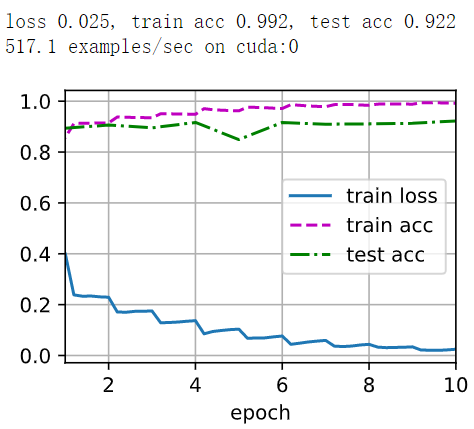 loss 0.025, train acc 0.992, test acc 0.922
517.1 examples/sec on cuda:0
1.0
0.8
0.6
0.4
0.2
0.0
train loss
train acc
test acc
2 4 6 8 10
epoch